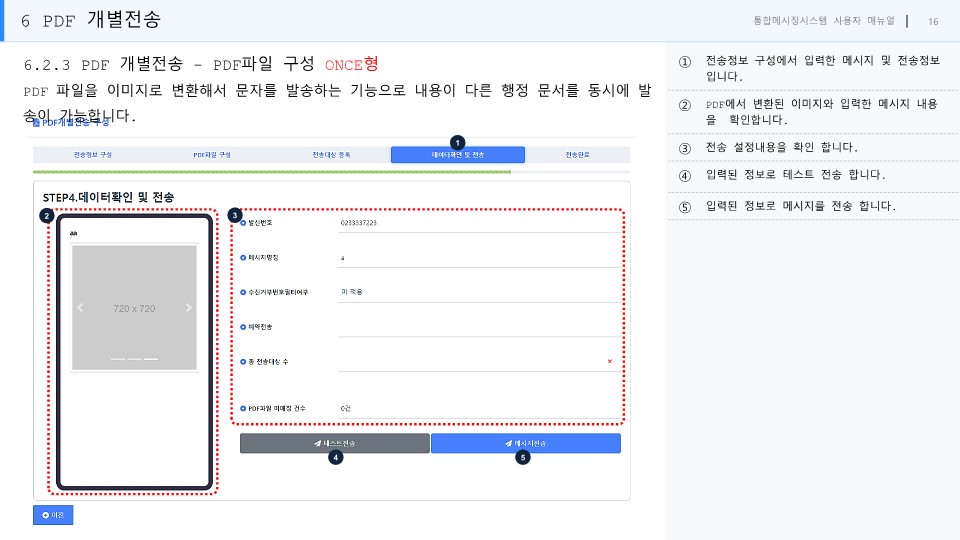 6 PDF 개별전송
통합메시징시스템 사용자 매뉴얼
16
6.2.3 PDF 개별전송 – PDF파일 구성 ONCE형
PDF 파일을 이미지로 변환해서 문자를 발송하는 기능으로 내용이 다른 행정 문서를 동시에 발
송이 가능합니다.
PDF개별전송 구성
전송정보 구성
PDF파일 구성
전송대상 등록
1
데이터확인 및 전송
전송완료
STEP4.데이터확인 및 전송
2
aa
720 x 720
3
발신번호
0233337223
메시지명칭
a
수신거부번호필터여부
미 적용
예약전송
총 전송대상 수
×
PDF파일 미매칭 건수
0건
테스트전송
메시지전송
4
5
이전
① 전송정보 구성에서 입력한 메시지 및 전송정보
입니다.
② PDF에서 변환된 이미지와 입력한 메시지 내용
을 확인합니다.
③ 전송 설정내용을 확인 합니다.
④ 입력된 정보로 테스트 전송 합니다.
⑤ 입력된 정보로 메시지를 전송 합니다.